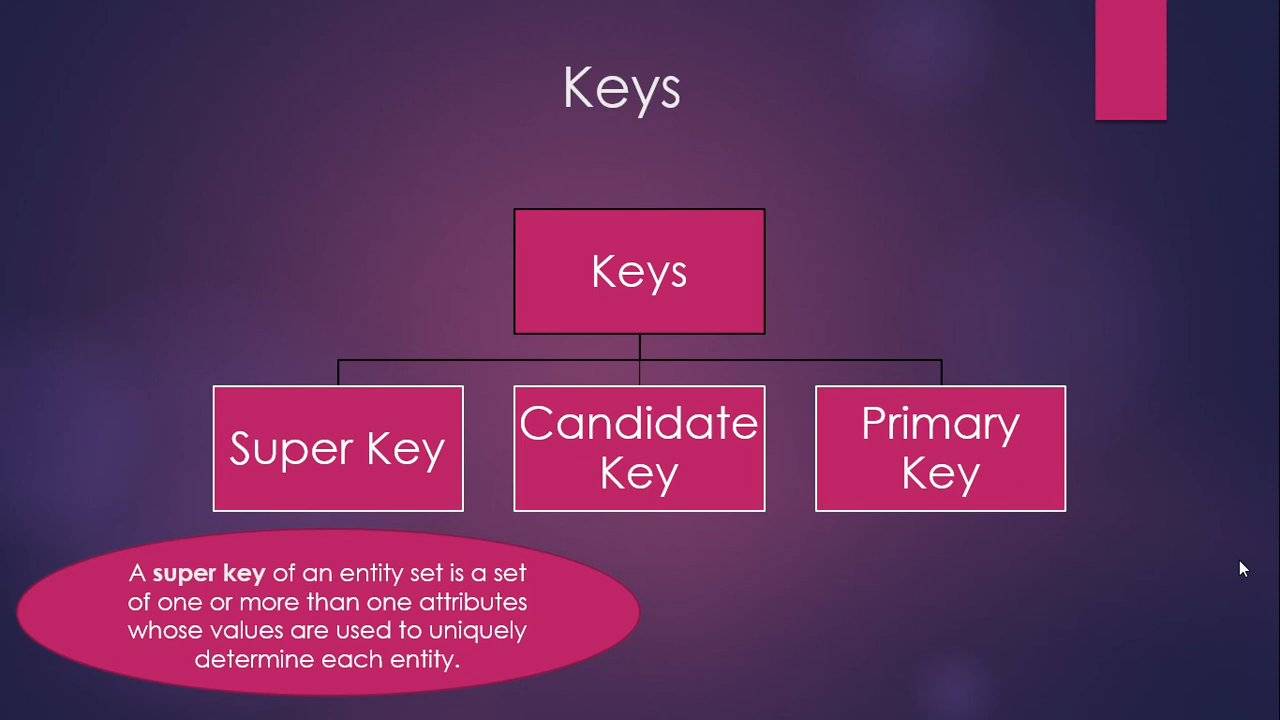 Keys
Keys
Super Key
Candidate
Key
Primary
Key
A super key of an entity set is a set
of one or more than one attributes
whose values are used to uniquely
determine each entity.